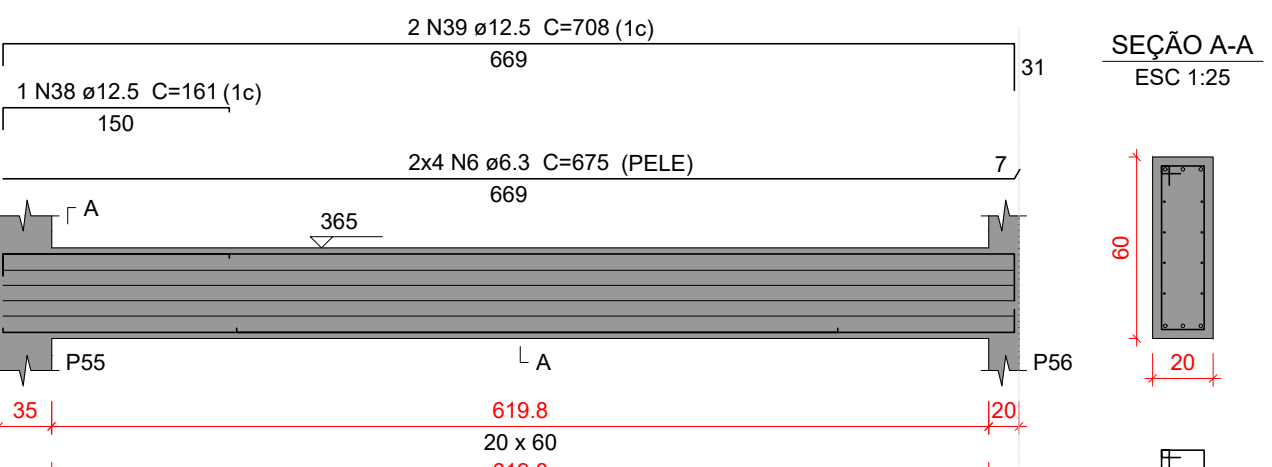 2 N39 ø12.5 C=708 (1c)
669
31
SEÇÃO A-A
ESC 1:25
1 N38 ø12.5 C=161 (1c)
150
2x4 N6 ø6.3 C=675 (PELE)
7
669
A
365
60
P55
A
P56
20
35
619.8
20
20 x 60
619.8